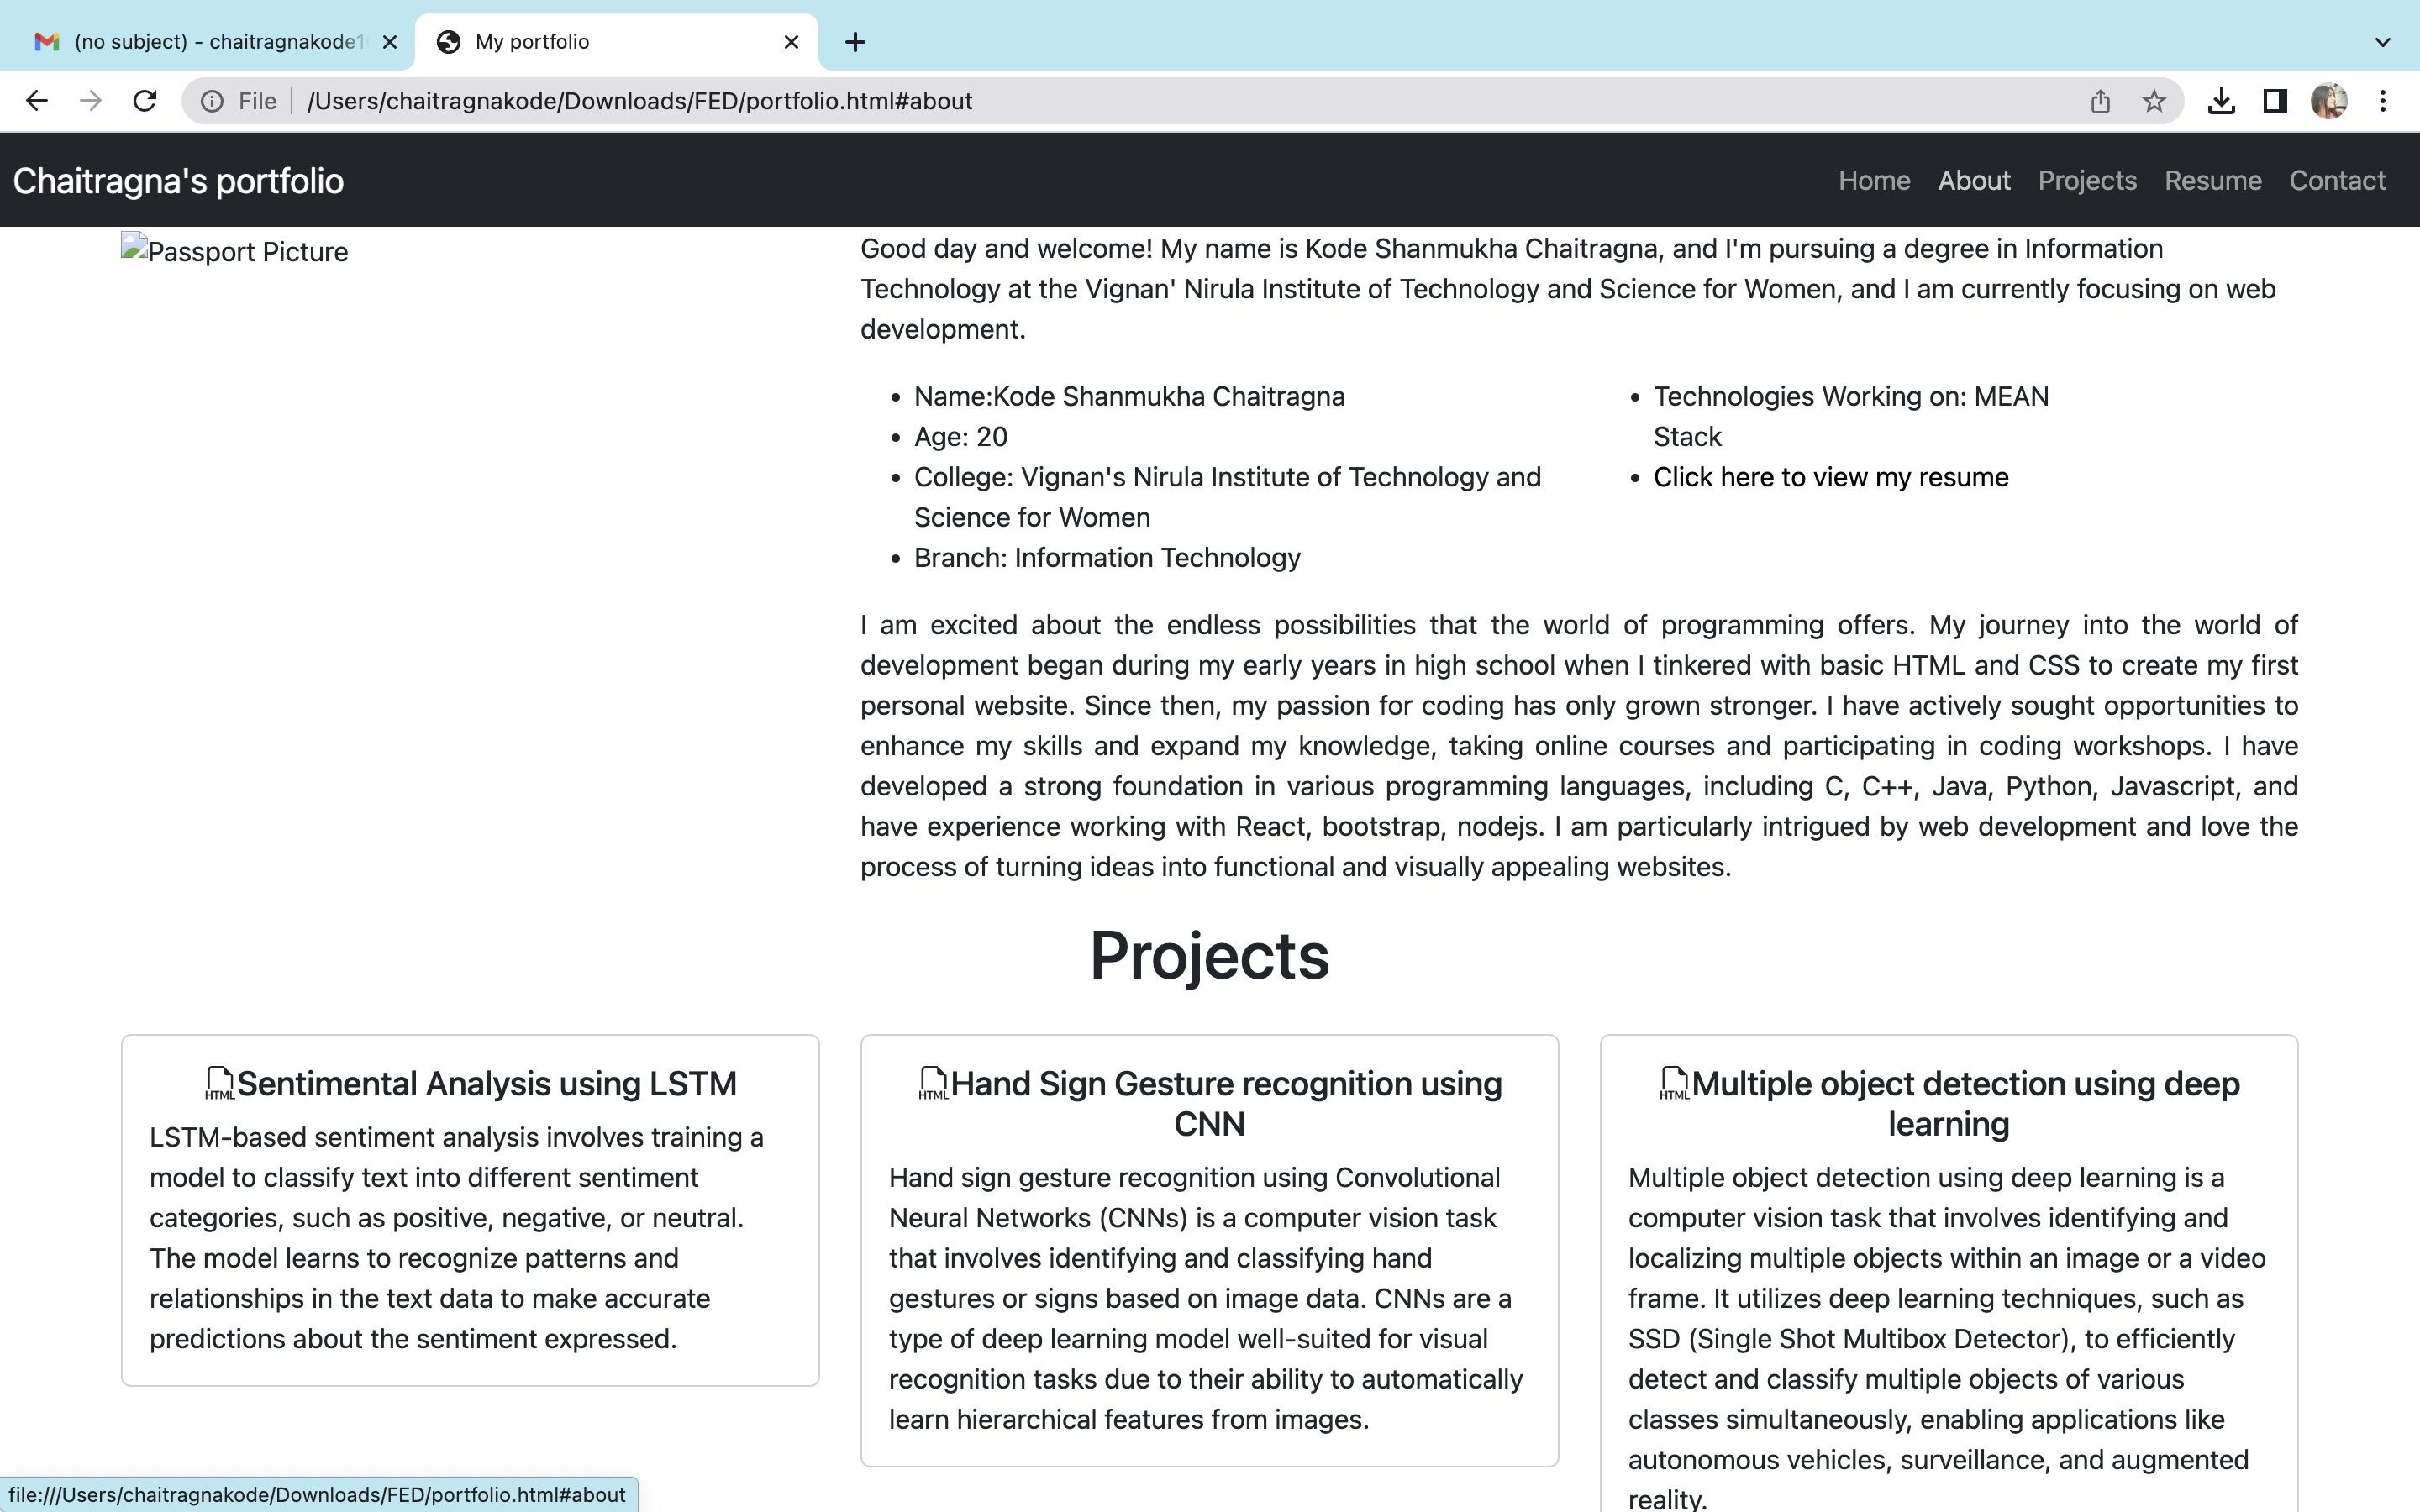 (no subject) - chaitragnakode1
My portfolio
File
/Users/chaitragnakode/Downloads/FED/portfolio.html#about
Chaitragna's portfolio
Home About Projects Resume Contact
Passport Picture
Good day and welcome! My name is Kode Shanmukha Chaitragna, and I'm pursuing a degree in Information
Technology at the Vignan' Nirula Institute of Technology and Science for Women, and I am currently focusing on web
development.
• Name:Kode Shanmukha Chaitragna
• Age: 20
• College: Vignan's Nirula Institute of Technology and
Science for Women
• Branch: Information Technology
• Technologies Working on: MEAN
Stack
• Click here to view my resume
I am excited about the endless possibilities that the world of programming offers. My journey into the world of
development began during my early years in high school when I tinkered with basic HTML and CSS to create my first
personal website. Since then, my passion for coding has only grown stronger. I have actively sought opportunities to
enhance my skills and expand my knowledge, taking online courses and participating in coding workshops. I have
developed a strong foundation in various programming languages, including C, C++, Java, Python, Javascript, and
have experience working with React, bootstrap, nodejs. I am particularly intrigued by web development and love the
process of turning ideas into functional and visually appealing websites.
Projects
HTML Sentimental Analysis using LSTM
LSTM-based sentiment analysis involves training a
model to classify text into different sentiment
categories, such as positive, negative, or neutral.
The model learns to recognize patterns and
relationships in the text data to make accurate
predictions about the sentiment expressed.
HTML Hand Sign Gesture recognition using
CNN
Hand sign gesture recognition using Convolutional
Neural Networks (CNNs) is a computer vision task
that involves identifying and classifying hand
gestures or signs based on image data. CNNs are a
type of deep learning model well-suited for visual
recognition tasks due to their ability to automatically
learn hierarchical features from images.
HTML Multiple object detection using deep
learning
Multiple object detection using deep learning is a
computer vision task that involves identifying and
localizing multiple objects within an image or a video
frame. It utilizes deep learning techniques, such as
SSD (Single Shot Multibox Detector), to efficiently
detect and classify multiple objects of various
classes simultaneously, enabling applications like
autonomous vehicles, surveillance, and augmented
reality.
file:///Users/chaitragnakode/Downloads/FED/portfolio.html#about